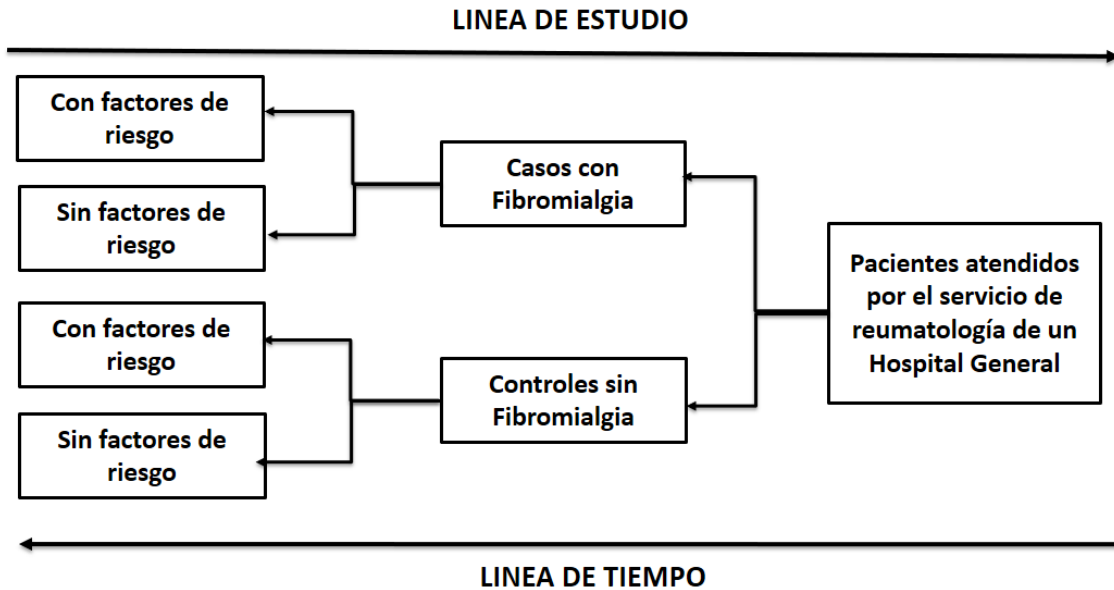 LINEA DE ESTUDIO
Con factores de
riesgo
Sin factores de
riesgo
Con factores de
riesgo
Sin factores de
riesgo
Casos con
Fibromialgia
Controles sin
Fibromialgia
Pacientes atendidos
por el servicio de
reumatología de un
Hospital General
LINEA DE TIEMPO